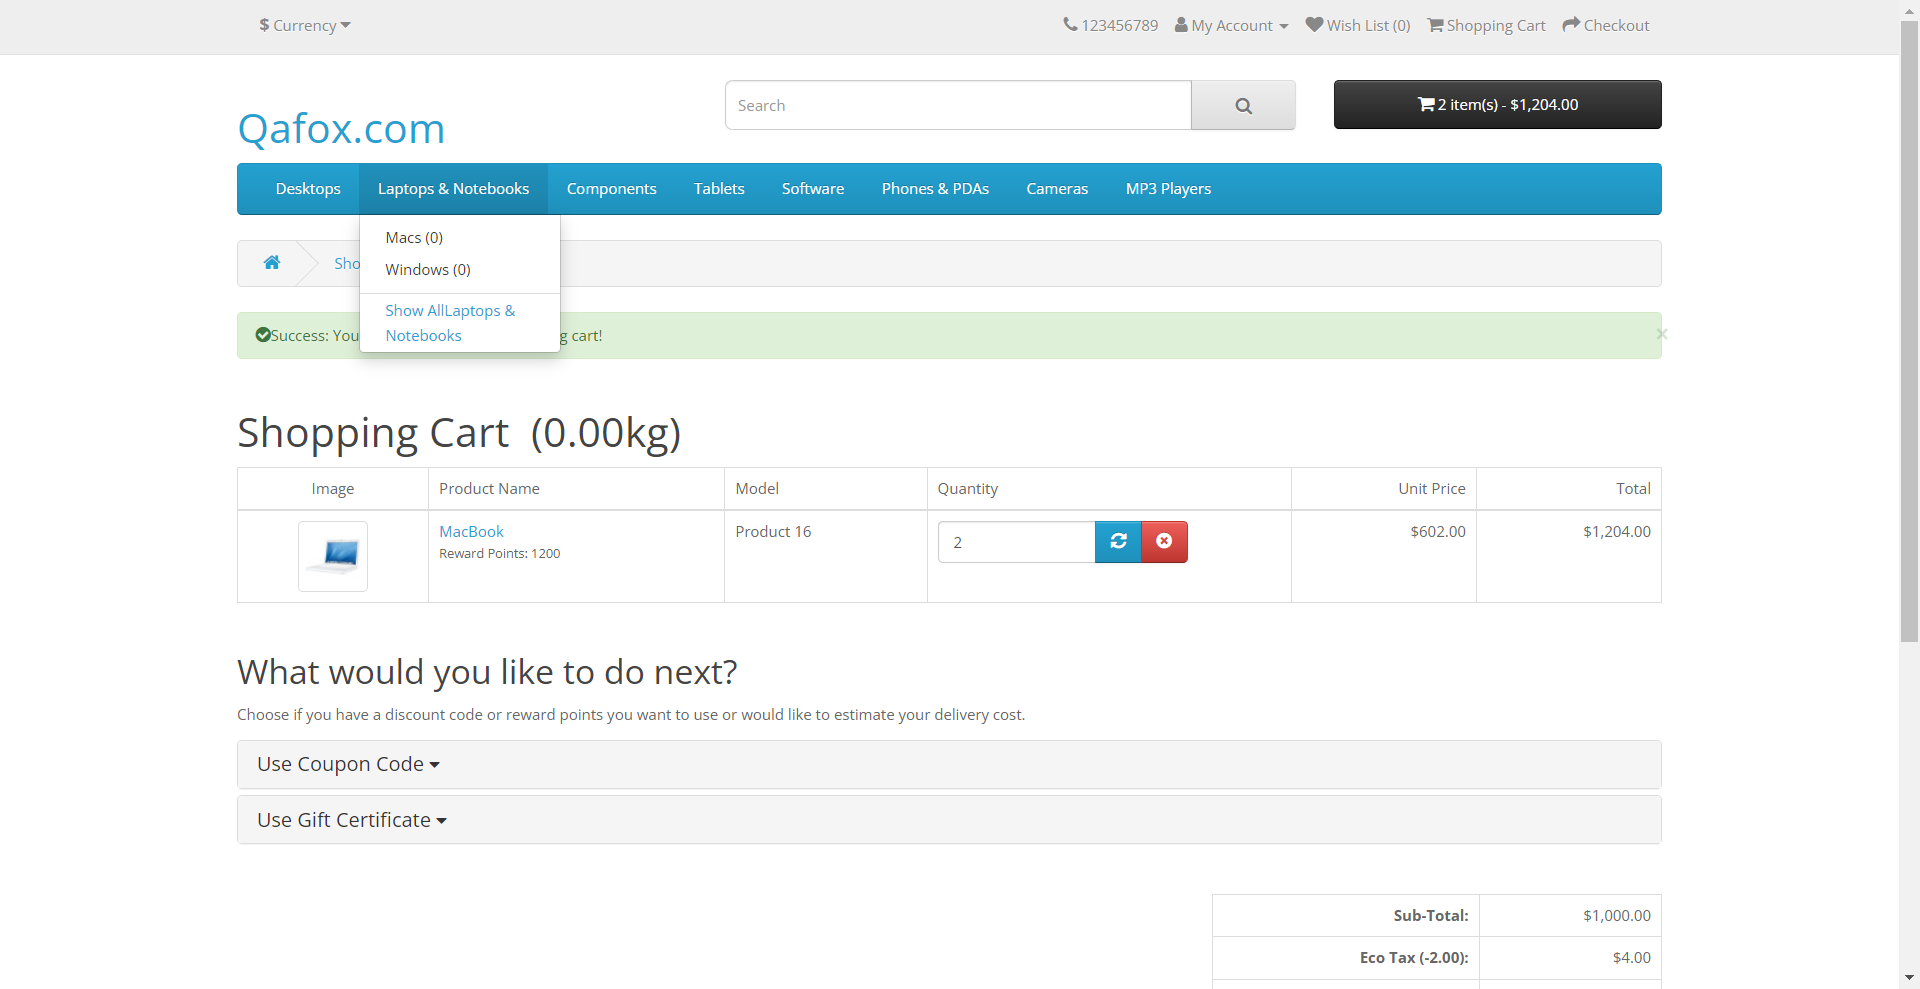 $ Currency
123456789 My Account Wish List (0) Shopping Cart Checkout
Search
2 item(s) - $1,204.00
Qafox.com
Desktops Laptops & Notebooks Components Tablets Software Phones & PDAs Cameras MP3 Players
Macs (0)
Windows (0)
Show AllLaptops &
Notebooks
Sho
Success: You g cart!
×
Shopping Cart (0.00kg)
Image Product Name Model Quantity Unit Price Total
MacBook Product 16 2 $602.00 $1,204.00
Reward Points: 1200
What would you like to do next?
Choose if you have a discount code or reward points you want to use or would like to estimate your delivery cost.
Use Coupon Code
Use Gift Certificate
Sub-Total: $1,000.00
Eco Tax (-2.00): $4.00